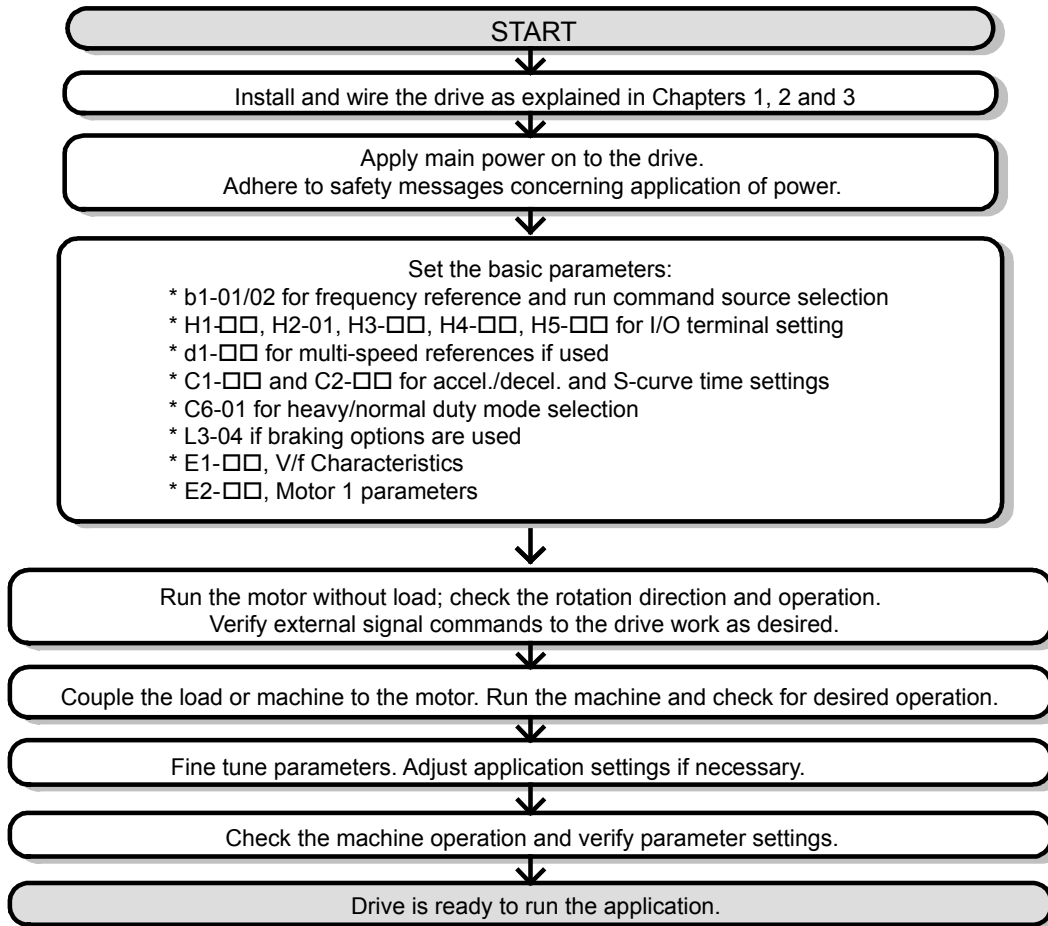 START
Install and wire the drive as explained in Chapters 1, 2 and 3
Apply main power on to the drive.
Adhere to safety messages concerning application of power.
Set the basic parameters:
* b1-01/02 for frequency reference and run command source selection
* H1-□□, H2-01, H3-□□, H4-□□, H5-□□ for I/O terminal setting
* d1-□□ for multi-speed references if used
* C1-□□ and C2-□□ for accel./decel. and S-curve time settings
* C6-01 for heavy/normal duty mode selection
* L3-04 if braking options are used
* E1-□□, V/f Characteristics
* E2-□□, Motor 1 parameters
Run the motor without load; check the rotation direction and operation.
Verify external signal commands to the drive work as desired.
Couple the load or machine to the motor. Run the machine and check for desired operation.
Fine tune parameters. Adjust application settings if necessary.
Check the machine operation and verify parameter settings.
Drive is ready to run the application.